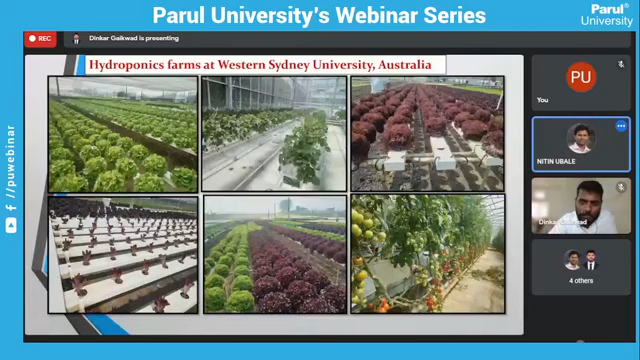 Parul University's Webinar Series
Parul®
University
REC
Dinkar Gaikwad is presenting
Hydroponics farms at Western Sydney University, Australia
PU
You
NITIN UBALE
4 others
/puwebinar